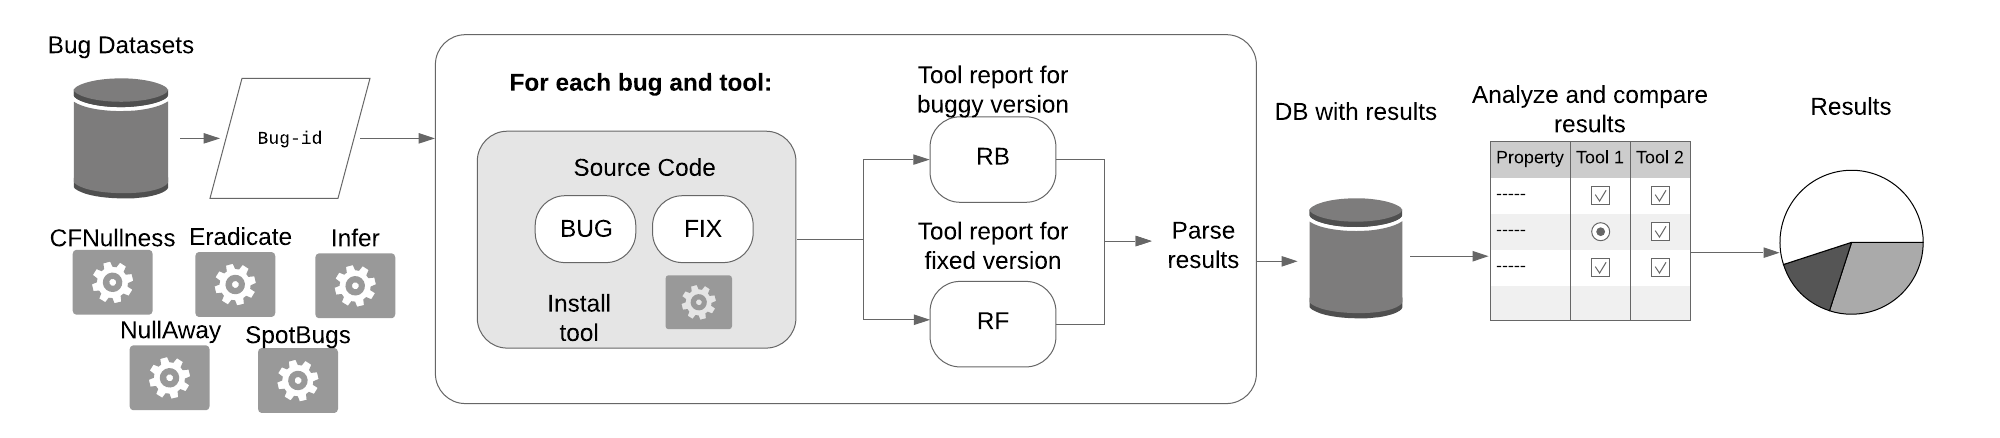 Bug Datasets
Bug-id
CFNullness
Eradicate
Infer
NullAway
SpotBugs
For each bug and tool:
Source Code
BUG
FIX
Install
tool
Tool report for
buggy version
RB
Tool report for
fixed version
RF
Parse
results
DB with results
Analyze and compare
results
Property Tool 1 Tool 2
-----
-----
-----
Results